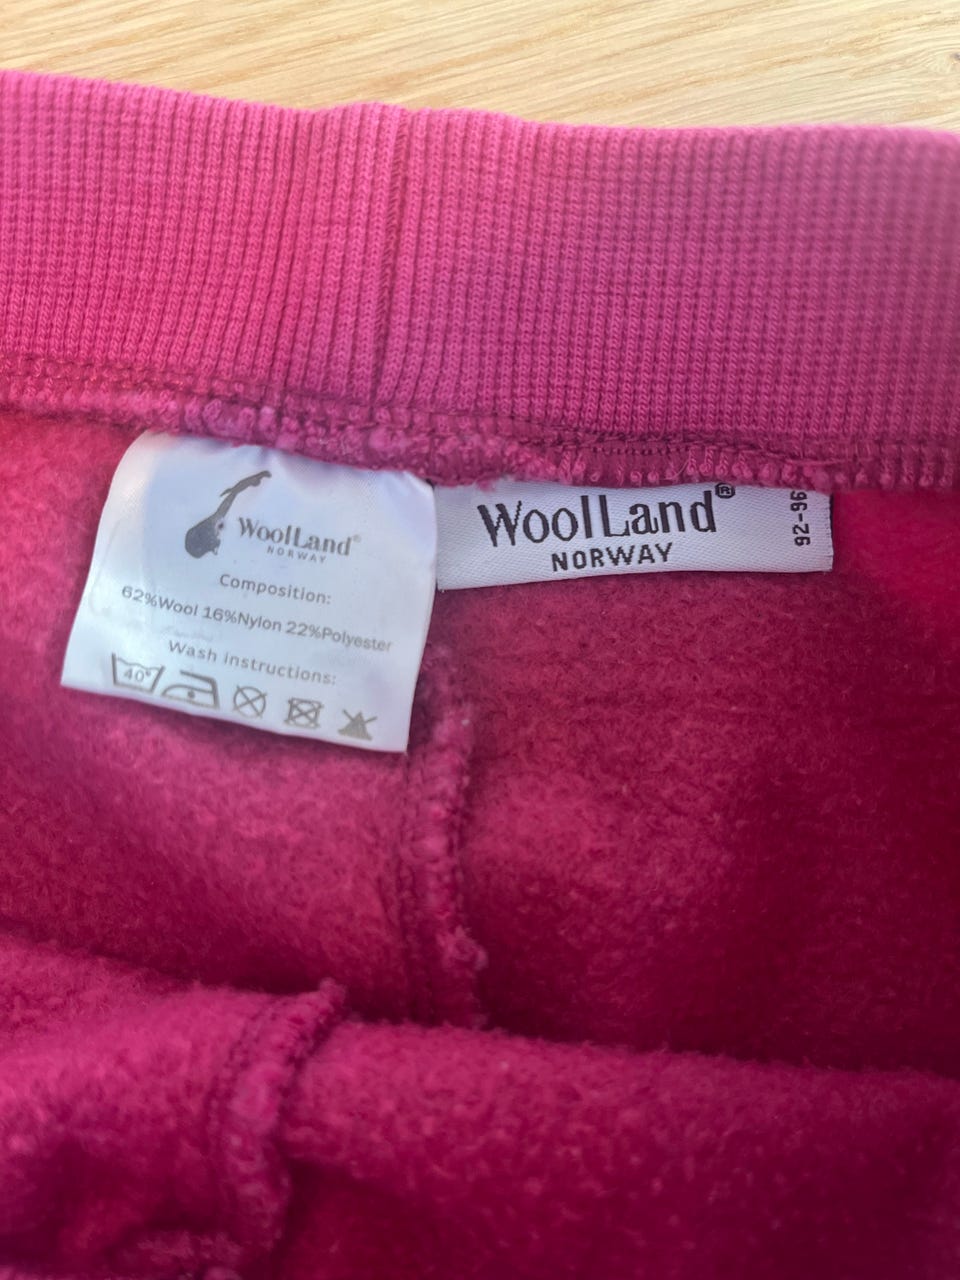 WoolLand®
NORWAY
Composition:
62%Wool 16%Nylon 22%Polyester
Wash instructions:
40°
WoolLand®
NORWAY
92-96